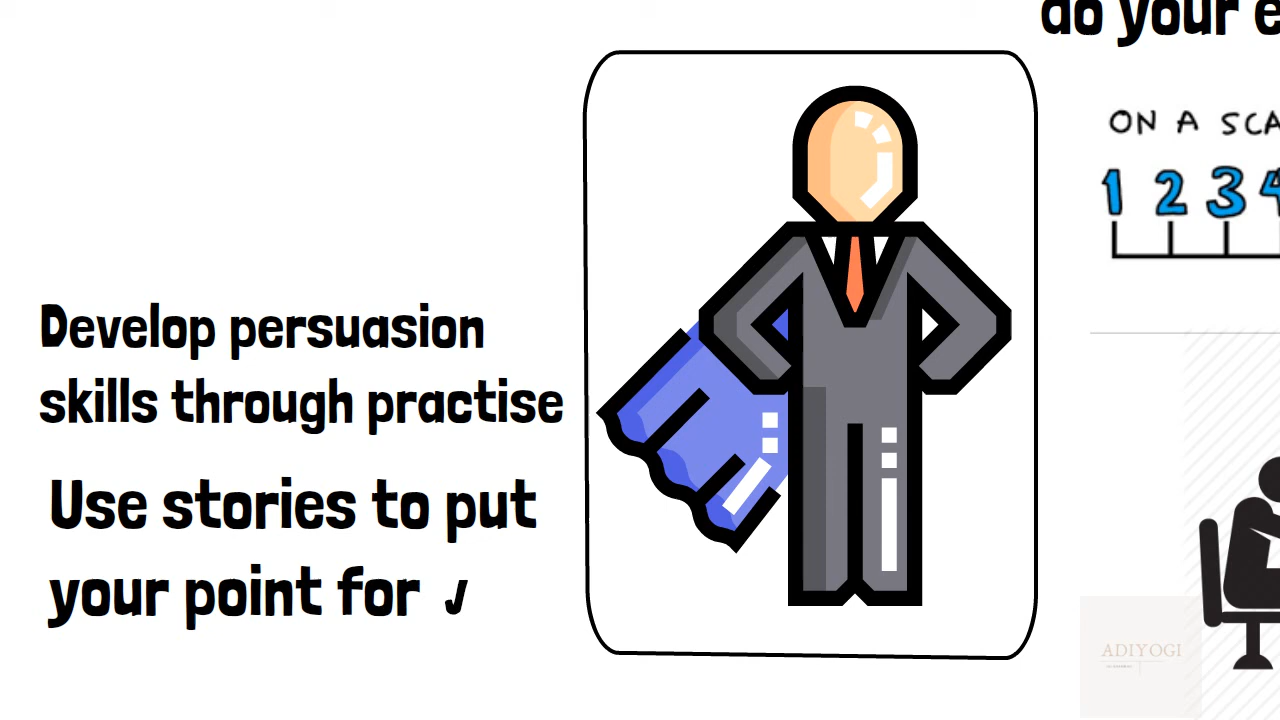 do your
ON A
1 2 3 4
Develop persuasion
skills through practise
Use stories to put
your point for
ADIYOGI